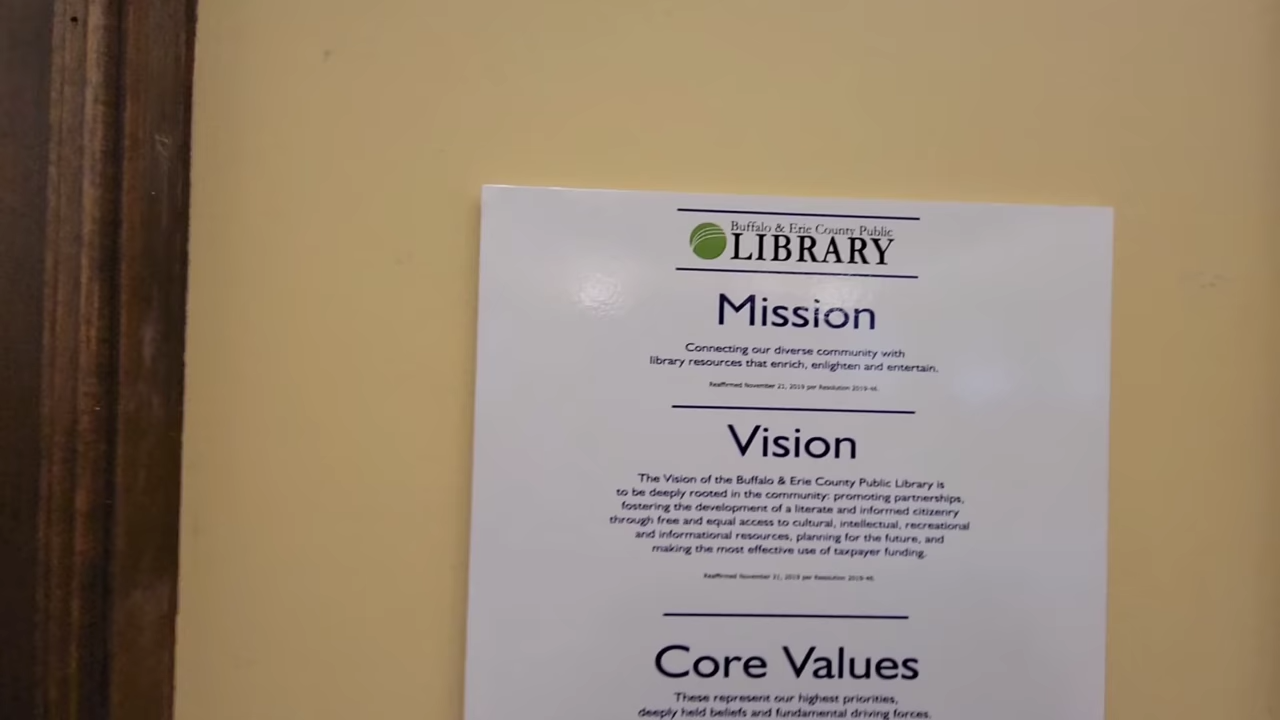 Buffalo & Erie County Public
LIBRARY
Mission
Connecting our diverse community with
library resources that enrich, enlighten and entertain.
Reaffirmed November 21, 2019 per Resolution 2019-46.
Vision
The Vision of the Buffalo & Erie County Public Library is
to be deeply rooted in the community: promoting partnerships,
fostering the development of a literate and informed citizenry
through free and equal access to cultural, intellectual, recreational
and informational resources, planning for the future, and
making the most effective use of taxpayer funding.
Reaffirmed November 21, 2019 per Resolution 2019-46.
Core Values
These represent our highest priorities,
deeply held beliefs and fundamental driving forces.